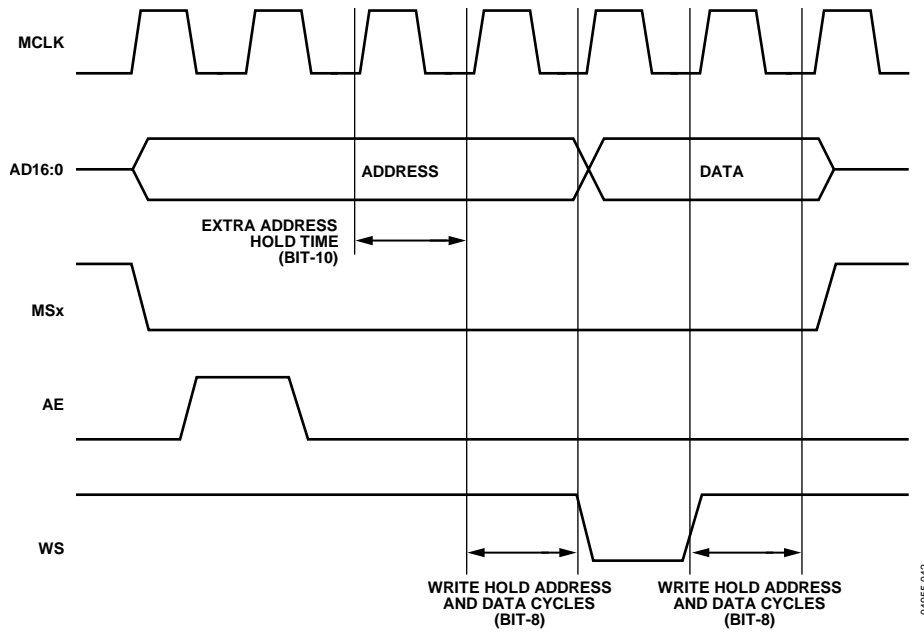 MCLK
AD16:0
ADDRESS
DATA
EXTRA ADDRESS
HOLD TIME
(BIT-10)
MSx
AE
WS
WRITE HOLD ADDRESS
AND DATA CYCLES
(BIT-8)
WRITE HOLD ADDRESS
AND DATA CYCLES
(BIT-8)